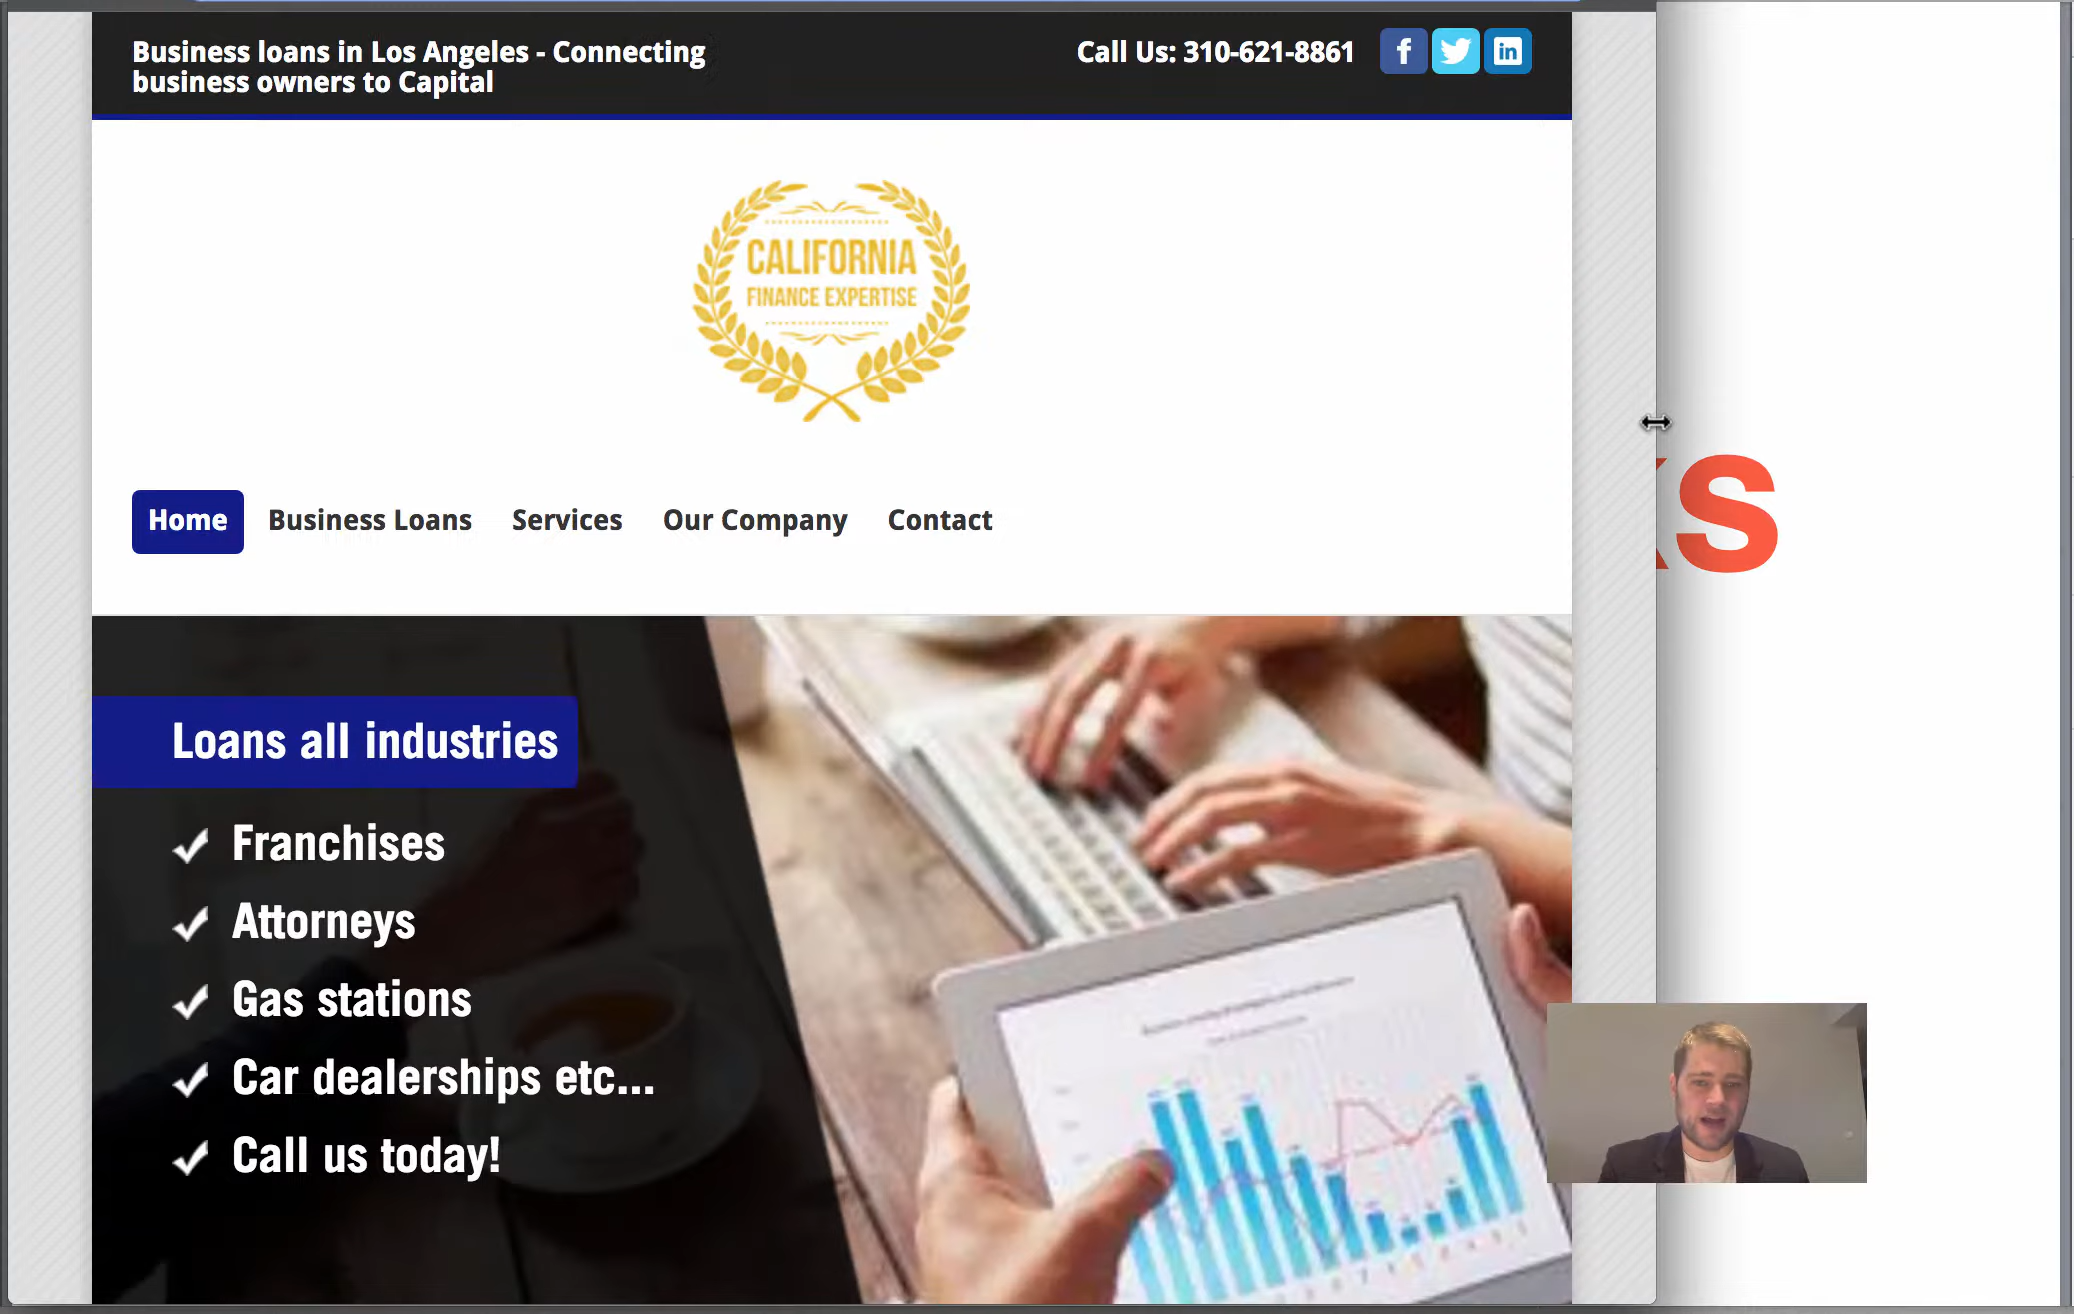 Business loans in Los Angeles - Connecting
business owners to Capital
Call Us: 310-621-8861
f
in
CALIFORNIA
FINANCE EXPERTISE
Home
Business Loans
Services
Our Company
Contact
ks
Loans all industries
Franchises
Attorneys
Gas stations
Car dealerships etc...
Call us today!